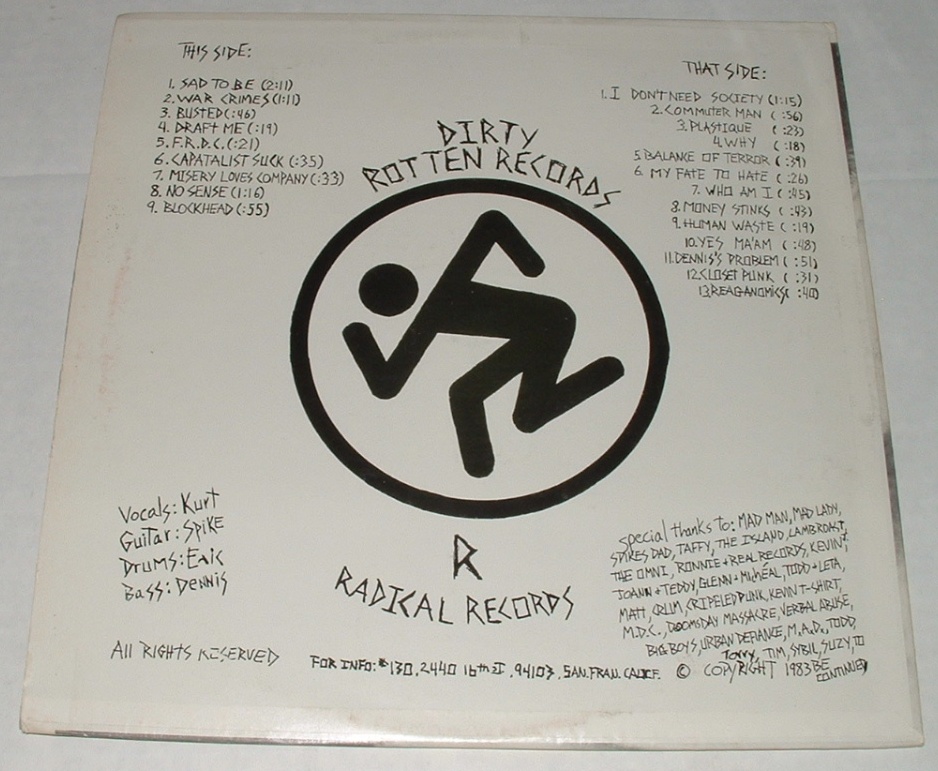 THIS SIDE:
1. SAD TO BE (2:11)
2. WAR CRIMES (1:11)
3. BUSTED (:46)
4. DRAFT ME (:19)
5. F.R.D.C. (:21)
6. CAPATALIST SUCK (:35)
7. MISERY LOVES COMPANY (:33)
8. NO SENSE (1:16)
9. BLOCKHEAD (:55)
THAT SIDE:
1. I DON'T NEED SOCIETY (1:15)
2. COMMUTER MAN ( :56)
3. PLASTIQUE ( :23)
4. WHY ( :18)
5. BALANCE OF TERROR ( :39)
6. MY FATE TO HATE ( :26)
7. WHO AM I ( :45)
8. MONEY STINKS ( :43)
9. HUMAN WASTE ( :19)
10. YES MA'AM ( :48)
11. DENNIS'S PROBLEM ( :51)
12. CLOSET PUNK ( :31)
13. REAGANOMICS ( :40)
DIRTY
ROTTEN RECORDS
R
RADICAL RECORDS
Vocals: Kurt
Guitar: Spike
Drums: Eric
Bass: Dennis
All RIGHTS RESERVED
special thanks to: MAD MAN, MAD LADY,
SPIKES DAD, TAFFY, THE ISLAND, LAMBROAST,
THE OMNI, RONNIE + REAL RECORDS, KEVIN
JOANN + TEDDY, GLENN + MICHÉAL, TODD + LETA,
MATT, CRUM, CRIPELED PUNK, KEVIN T-SHIRT,
M.D.C., DOOMSDAY MASSACRE, VERBAL ABUSE,
BIG BOYS, URBAN DEFIANCE, M.A.D., TODD
Torry, TIM, SYBIL, SUZY, TO
BE
CONTINUED
FOR INFO: #130, 2440 16th ST, 94103, SAN. FRAN. CALIF. © COPYRIGHT 1983